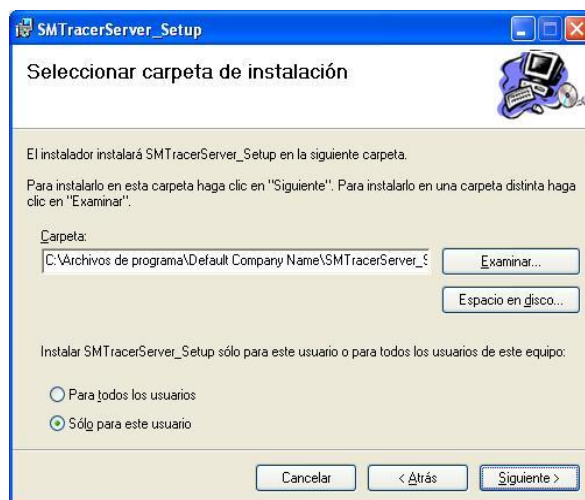 SMTracerServer_Setup
Seleccionar carpeta de instalación
El instalador instalará SMTracerServer_Setup en la siguiente carpeta.
Para instalarlo en esta carpeta haga clic en "Siguiente". Para instalarlo en una carpeta distinta haga
clic en "Examinar".
Carpeta:
C:\Archivos de programa\Default Company Name\SMTracerServer_S
Examinar...
Espacio en disco...
Instalar SMTracerServer_Setup sólo para este usuario o para todos los usuarios de este equipo:
Para todos los usuarios
Sólo para este usuario
Cancelar
< Atrás
Siguiente >